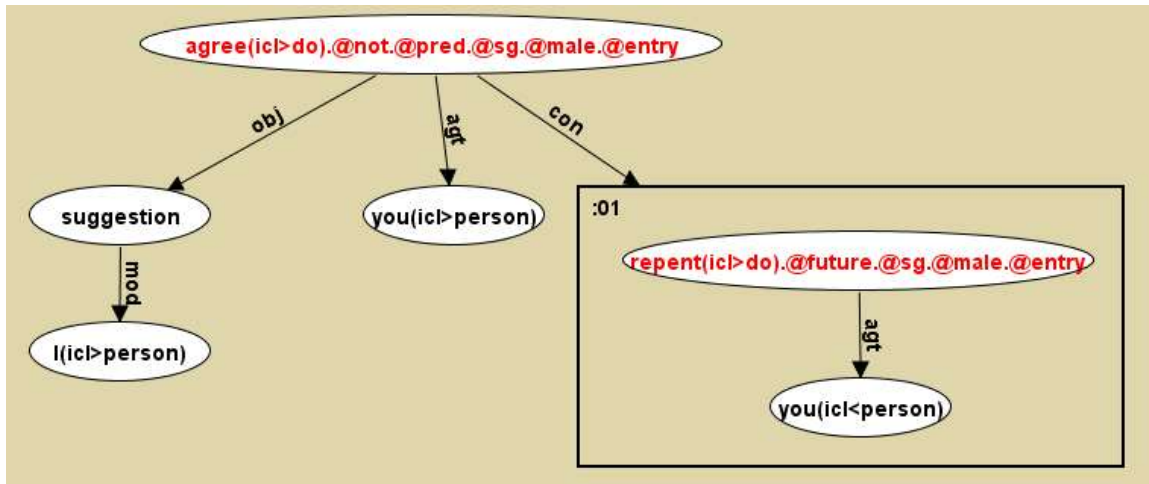 agree(icl>do).@not.@pred.@sg.@male.@entry
obj
agt
con
suggestion
you(icl>person)
:01
mod
repent(icl>do).@future.@sg.@male.@entry
I(icl>person)
agt
you(icl<person)